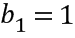 b₁ = 1